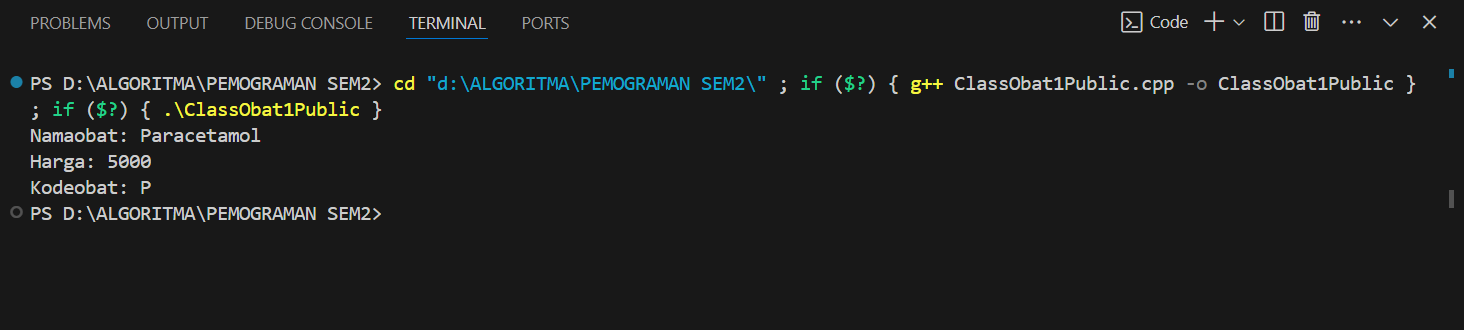 PROBLEMS OUTPUT DEBUG CONSOLE TERMINAL PORTS Code
PS D:\ALGORITMA\PEMOGRAMAN SEM2> cd "d:\ALGORITMA\PEMOGRAMAN SEM2\" ; if ($?) { g++ ClassObat1Public.cpp -o ClassObat1Public }
; if ($?) { .\ClassObat1Public }
Namaobat: Paracetamol
Harga: 5000
Kodeobat: P
PS D:\ALGORITMA\PEMOGRAMAN SEM2>